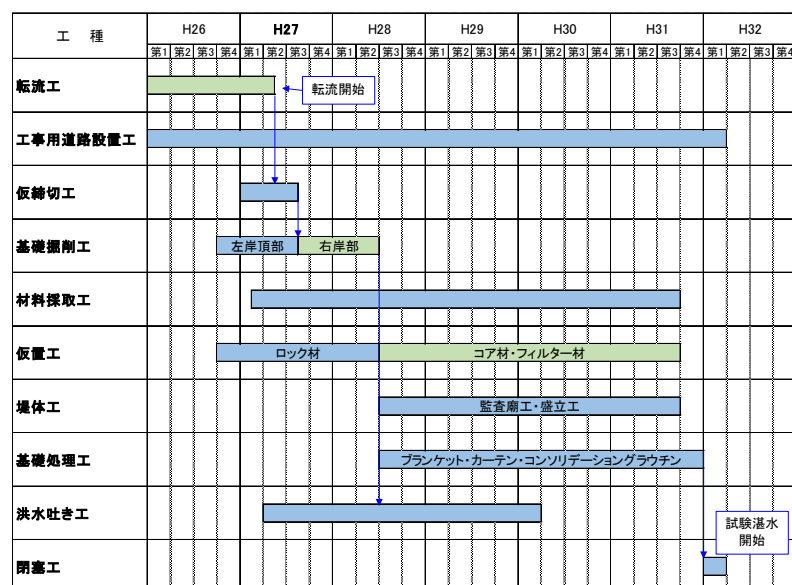 工 種 H26 H27 H28 H29 H30 H31 H32
第1 第2 第3 第4 第1 第2 第3 第4 第1 第2 第3 第4 第1 第2 第3 第4 第1 第2 第3 第4 第1 第2 第3 第4 第1 第2 第3 第4
転流工 転流開始
工事用道路設置工
仮締切工
基礎掘削工 左岸頂部 右岸部
材料採取工
仮置工 ロック材 コア材・フィルター材
堤体工 監査廊工・盛立工
基礎処理工 ブランケット・カーテン・コンソリデーショングラウチン
洪水吐き工
試験湛水
開始
閉塞工